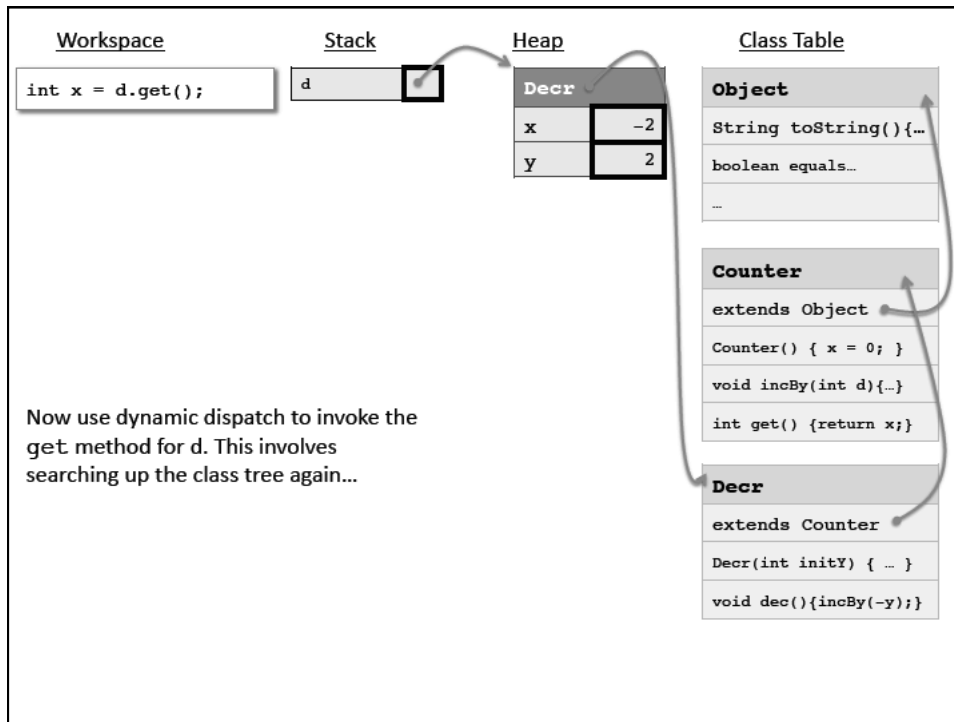 Workspace
Stack
Heap
Class Table
int x = d.get();
d
Decr
x -2
y 2
Object
String toString(){…
boolean equals…
…
Counter
extends Object
Counter() { x = 0; }
void incBy(int d){…}
int get() {return x;}
Decr
extends Counter
Decr(int initY) { … }
void dec(){incBy(-y);}
Now use dynamic dispatch to invoke the
get method for d. This involves
searching up the class tree again…